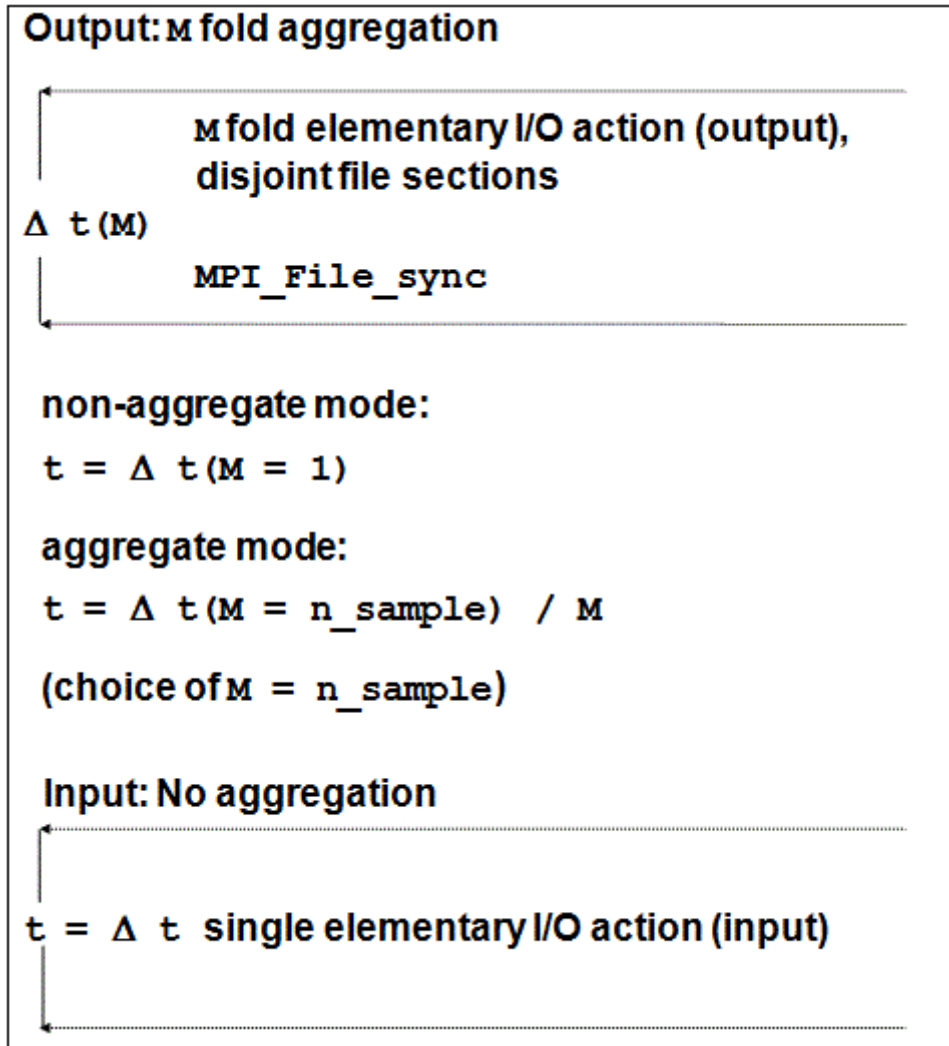 Output: M fold aggregation
M fold elementary I/O action (output),
disjoint file sections
Δ t(M)
MPI_File_sync
non-aggregate mode:
t = Δ t(M = 1)
aggregate mode:
t = Δ t(M = n_sample) / M
(choice of M = n_sample)
Input: No aggregation
t = Δ t single elementary I/O action (input)